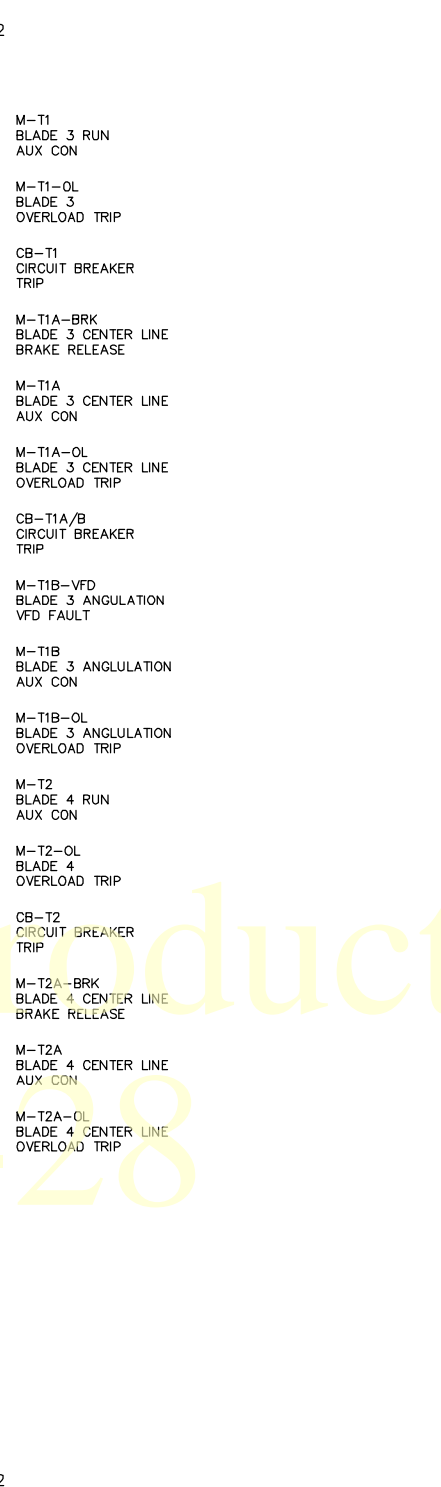 2
M-T1
BLADE 3 RUN
AUX CON
M-T1-OL
BLADE 3
OVERLOAD TRIP
CB-T1
CIRCUIT BREAKER
TRIP
M-T1A-BRK
BLADE 3 CENTER LINE
BRAKE RELEASE
M-T1A
BLADE 3 CENTER LINE
AUX CON
M-T1A-OL
BLADE 3 CENTER LINE
OVERLOAD TRIP
CB-T1A/B
CIRCUIT BREAKER
TRIP
M-T1B-VFD
BLADE 3 ANGULATION
VFD FAULT
M-T1B
BLADE 3 ANGLULATION
AUX CON
M-T1B-OL
BLADE 3 ANGLULATION
OVERLOAD TRIP
M-T2
BLADE 4 RUN
AUX CON
M-T2-OL
BLADE 4
OVERLOAD TRIP
CB-T2
CIRCUIT BREAKER
TRIP
M-T2A-BRK
BLADE 4 CENTER LINE
BRAKE RELEASE
M-T2A
BLADE 4 CENTER LINE
AUX CON
M-T2A-OL
BLADE 4 CENTER LINE
OVERLOAD TRIP
roduct
-28
2